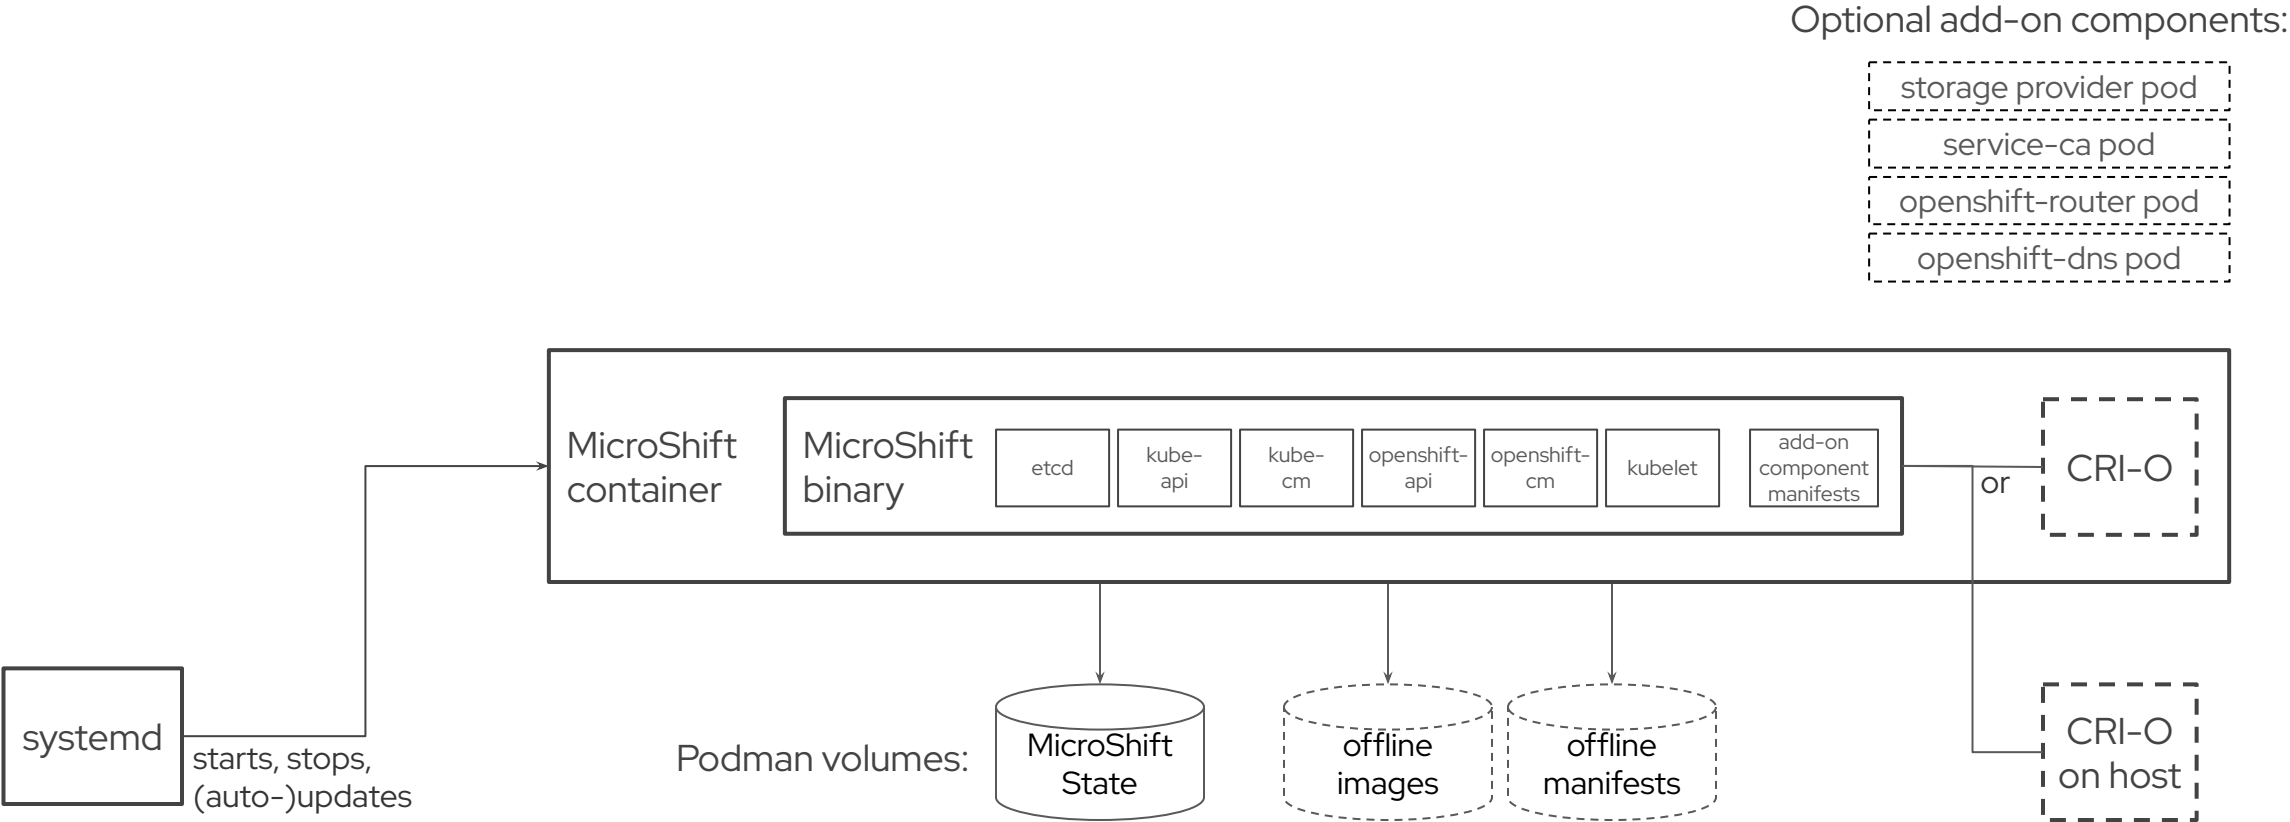 Optional add-on components:
storage provider pod
service-ca pod
openshift-router pod
openshift-dns pod
MicroShift
container
MicroShift
binary
etcd
kube-
api
kube-
cm
openshift-
api
openshift-
cm
kubelet
add-on
component
manifests
or
CRI-O
systemd
starts, stops,
(auto-)updates
Podman volumes:
MicroShift
State
offline
images
offline
manifests
CRI-O
on host